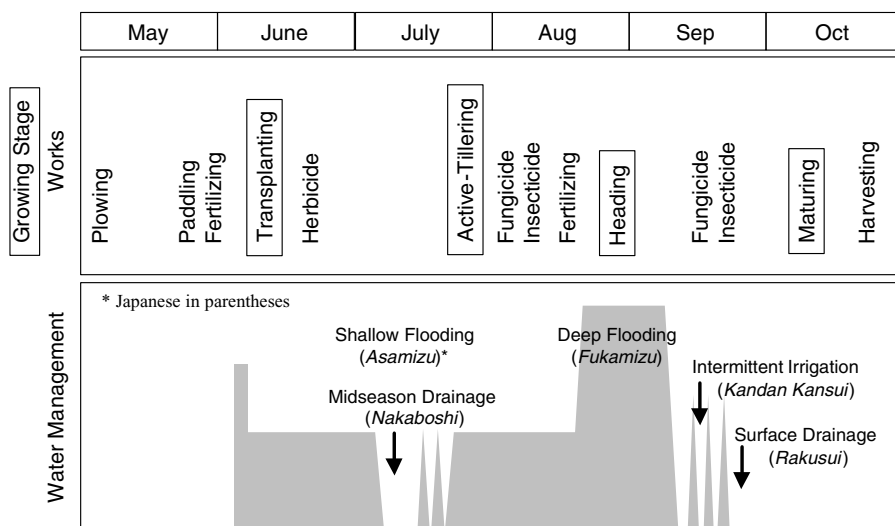 May June July Aug Sep Oct
Growing Stage
Works
Plowing
Paddling
Fertilizing
Transplanting
Herbicide
Active-Tillering
Fungicide
Insecticide
Fertilizing
Heading
Fungicide
Insecticide
Maturing
Harvesting
Water Management
* Japanese in parentheses
Shallow Flooding
(Asamizu)*
Midseason Drainage
(Nakaboshi)
Deep Flooding
(Fukamizu)
Intermittent Irrigation
(Kandan Kansui)
Surface Drainage
(Rakusui)